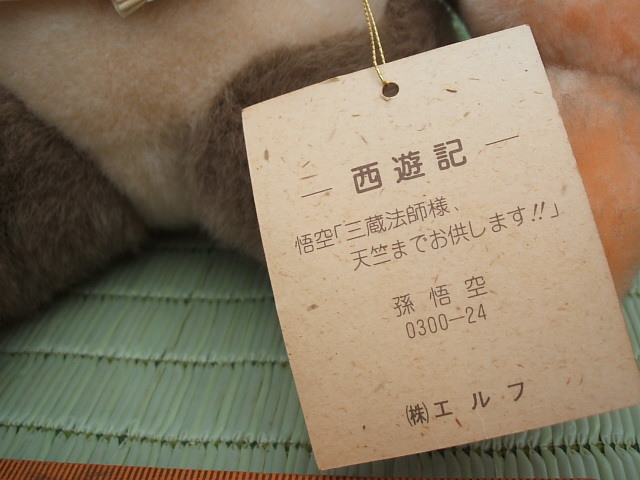 — 西遊記 —
悟空「三蔵法師様、
天竺までお供します!!」
孫悟空
0300-24
㈱エルフ